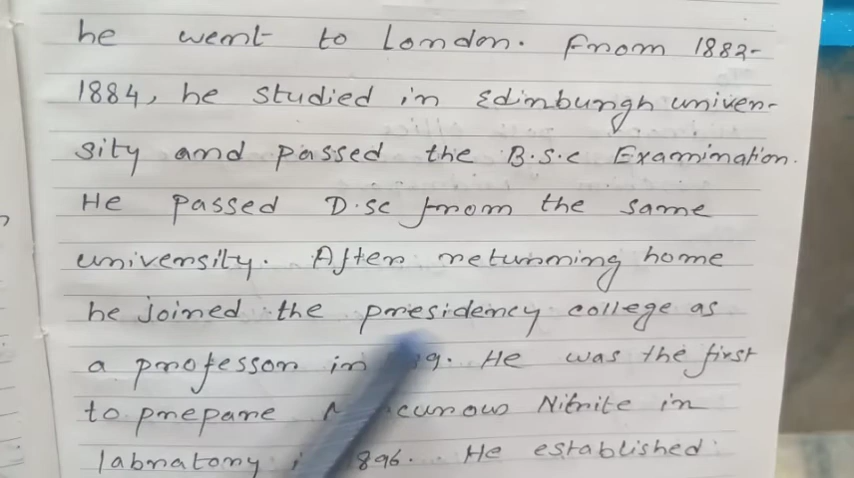 he went to London. From 1882-
1884, he studied in Edinburgh univer-
sity and passed the B.s.c Examination.
He passed D.sc from the same
university. After returning home
he joined the presidency college as
a professor in He was the first
to prepare Nitrite in
labratory 896. He established